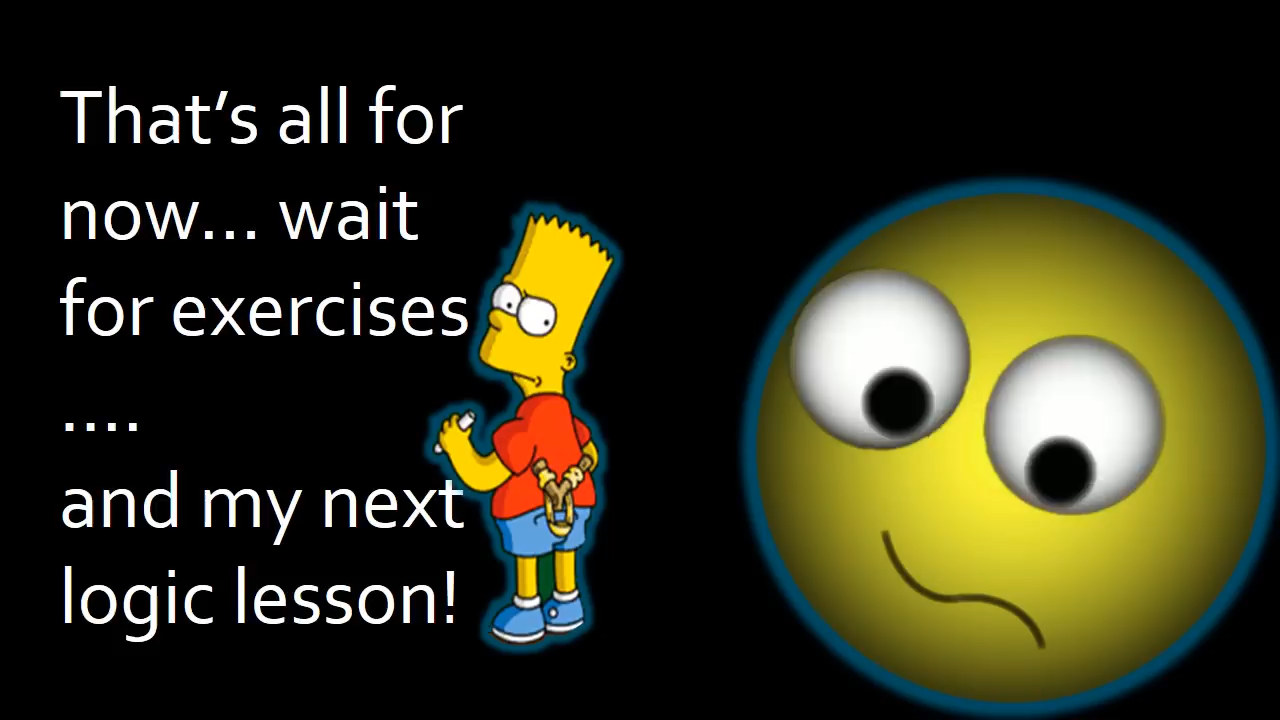 That’s all for
now... wait
for exercises
....
and my next
logic lesson!